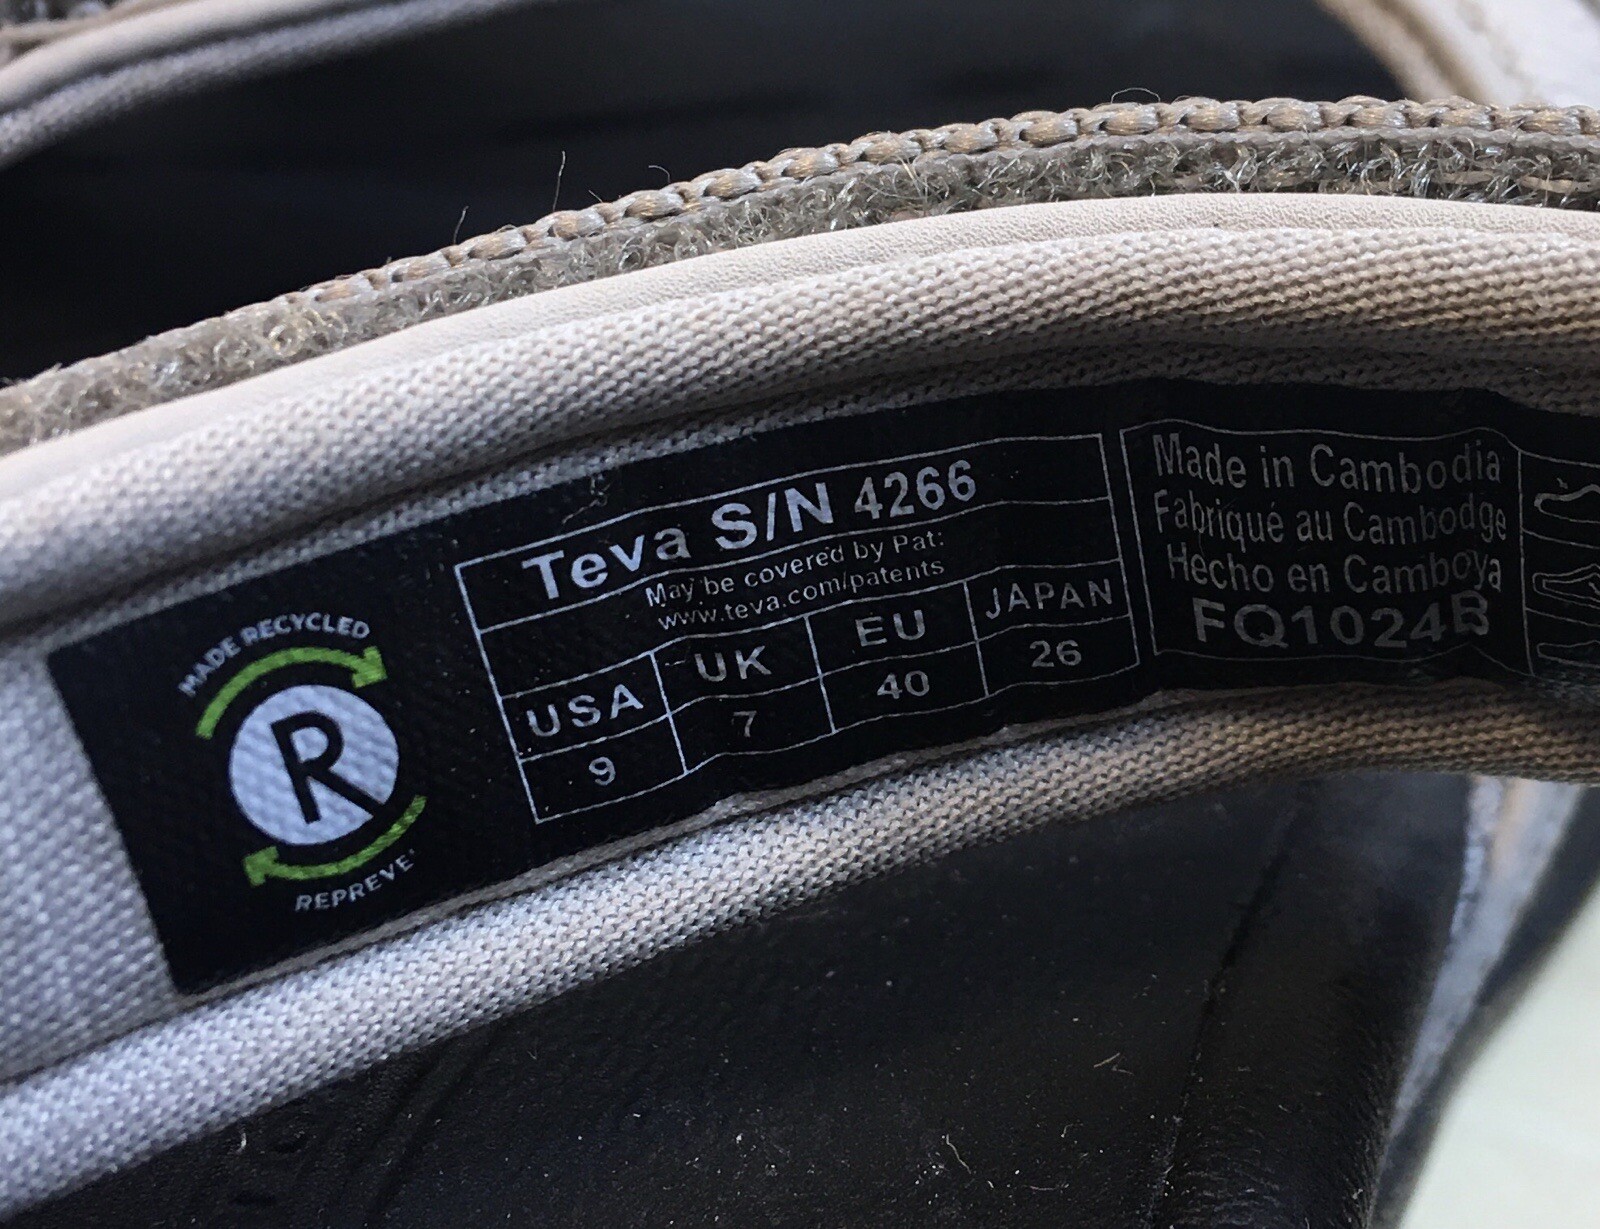 MADE RECYCLED
R
REPREVE'
Teva S/N 4266
May be covered by Pat:
www.teva.com/patents
USA UK EU JAPAN
9 7 40 26
Made in Cambodia
Fabriqué au Cambodge
Hecho en Camboya
FQ1024B